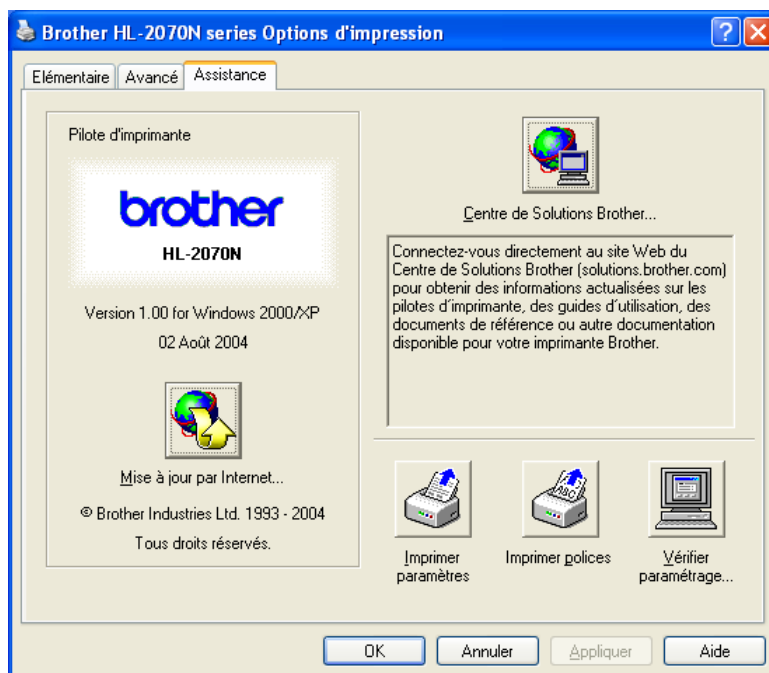 Brother HL-2070N series Options d'impression
Elémentaire Avancé Assistance
Pilote d'imprimante
brother
HL-2070N
Version 1.00 for Windows 2000/XP
02 Août 2004
Mise à jour par Internet...
© Brother Industries Ltd. 1993 - 2004
Tous droits réservés.
Centre de Solutions Brother...
Connectez-vous directement au site Web du
Centre de Solutions Brother (solutions.brother.com)
pour obtenir des informations actualisées sur les
pilotes d´imprimante, des guides d´utilisation, des
documents de référence ou autre documentation
disponible pour votre imprimante Brother.
Imprimer
paramètres
Imprimer polices
Vérifier
paramétrage...
OK Annuler Appliquer Aide